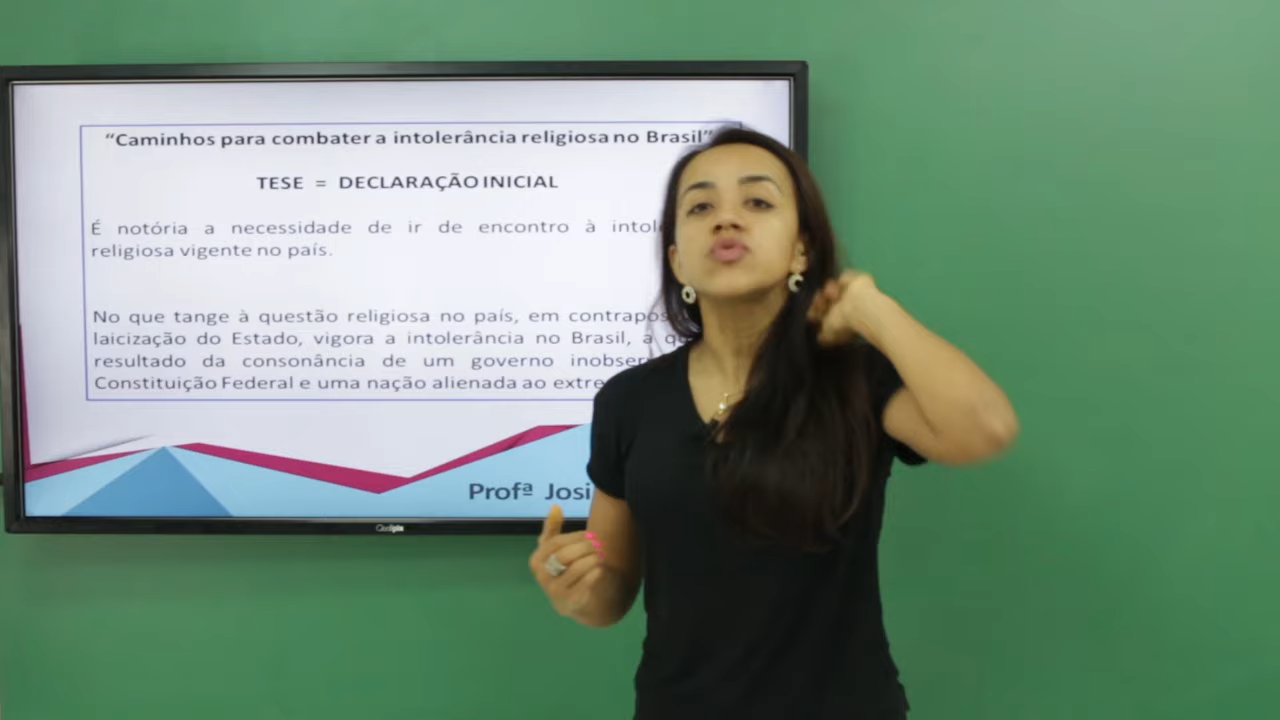 “Caminhos para combater a intolerância religiosa no Brasil”
TESE = DECLARAÇÃO INICIAL
É notória a necessidade de ir de encontro à
religiosa vigente no país.
No que tange à questão religiosa no país, em
laicização do Estado, vigora a intolerância no Brasil, a
resultado da consonância de um governo
Constituição Federal e uma nação alienada ao
Profª Josi